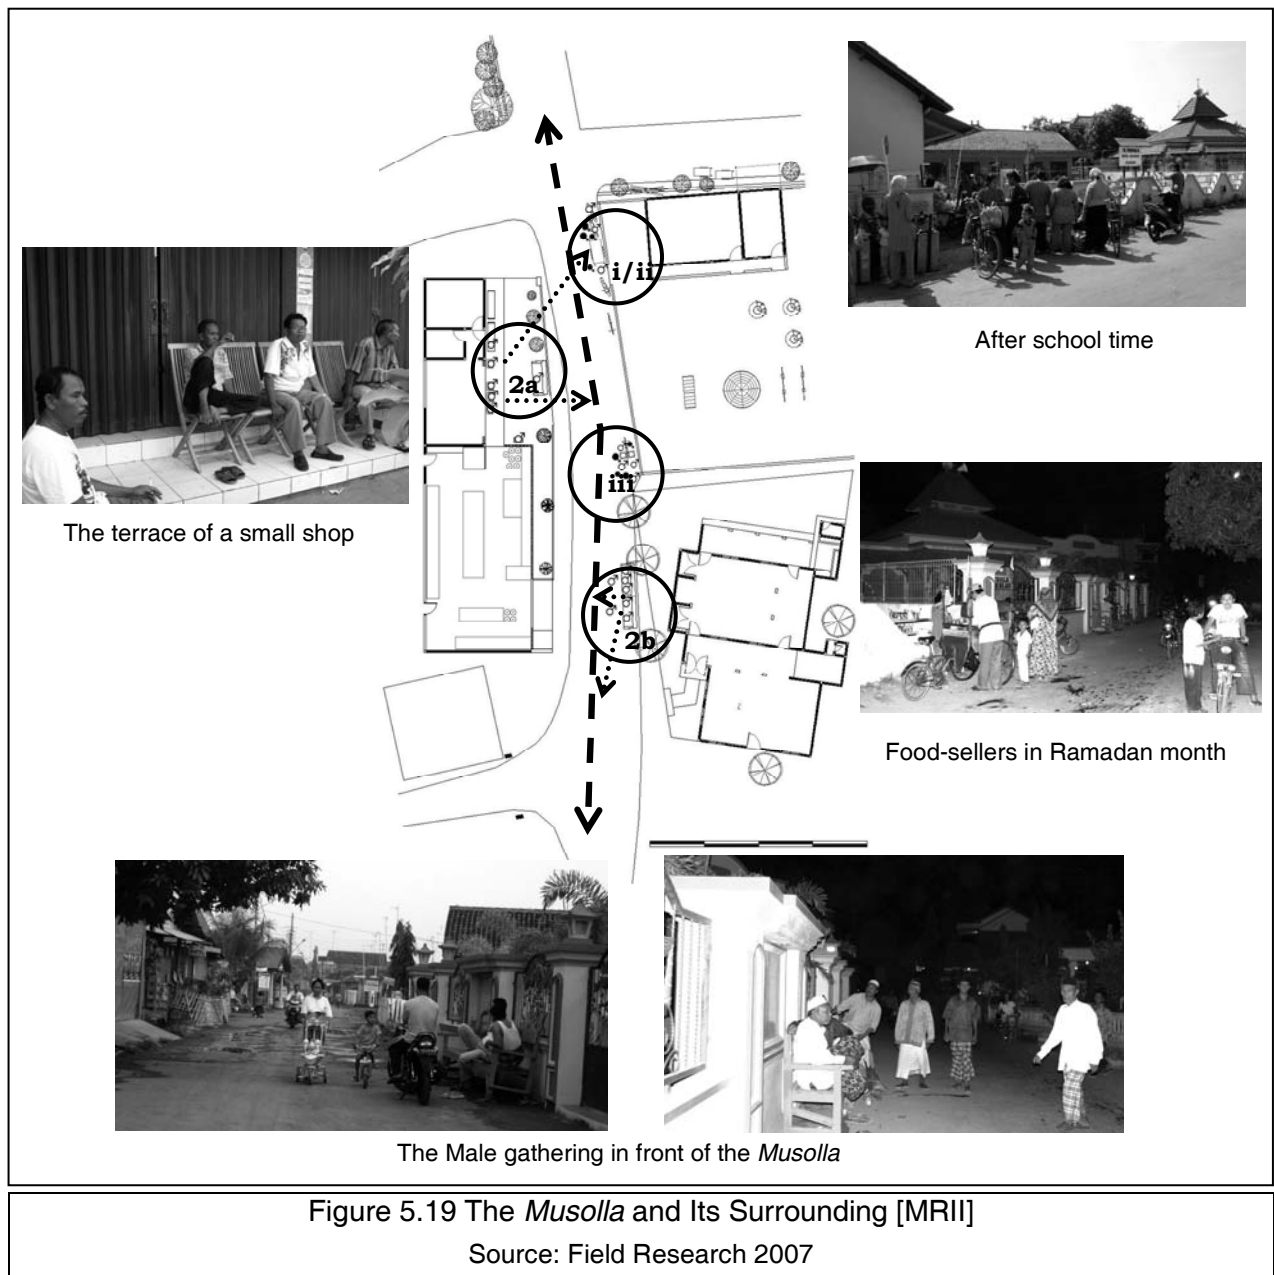 After school time
i/ii
2a
The terrace of a small shop
iii
2b
Food-sellers in Ramadan month
The Male gathering in front of the Musolla
Figure 5.19 The Musolla and Its Surrounding [MRII]
Source: Field Research 2007